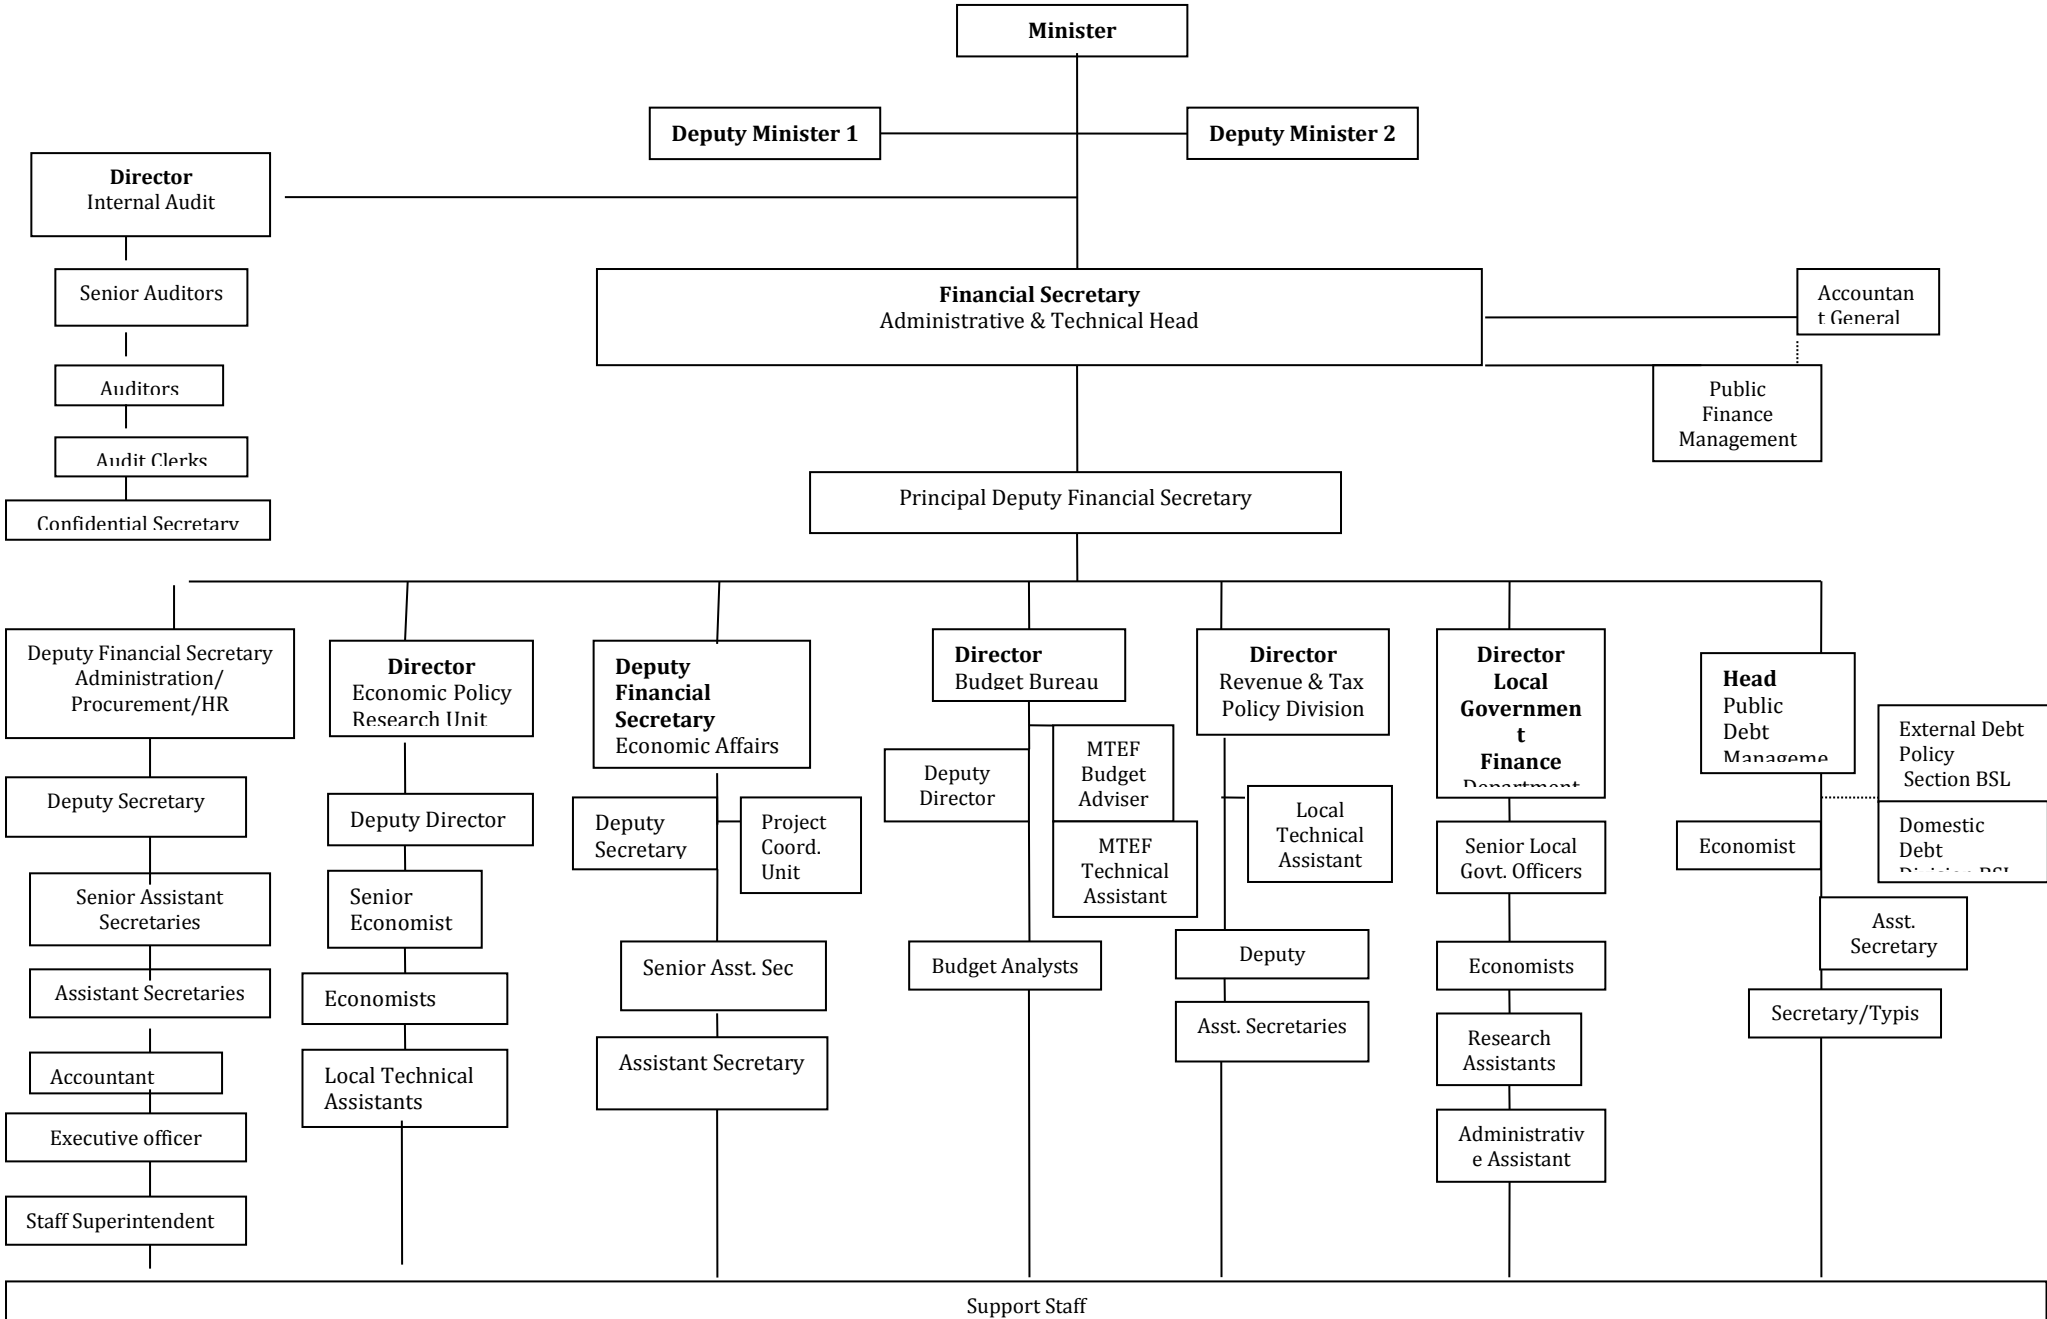 Minister
Deputy Minister 1
Deputy Minister 2
Director
Internal Audit
Senior Auditors
Auditors
Audit Clerks
Confidential Secretary
Financial Secretary
Administrative & Technical Head
Accountan
t General
Public
Finance
Management
Principal Deputy Financial Secretary
Deputy Financial Secretary
Administration/
Procurement/HR
Deputy Secretary
Senior Assistant
Secretaries
Assistant Secretaries
Accountant
Executive officer
Staff Superintendent
Director
Economic Policy
Research Unit
Deputy Director
Senior
Economist
Economists
Local Technical
Assistants
Deputy
Financial
Secretary
Economic Affairs
Deputy
Secretary
Project
Coord.
Unit
Senior Asst. Sec
Assistant Secretary
Director
Budget Bureau
Deputy
Director
MTEF
Budget
Adviser
MTEF
Technical
Assistant
Budget Analysts
Director
Revenue & Tax
Policy Division
Local
Technical
Assistant
Deputy
Asst. Secretaries
Director
Local
Governmen
t
Finance
Department
Senior Local
Govt. Officers
Economists
Research
Assistants
Administrativ
e Assistant
Head
Public
Debt
Manageme
External Debt
Policy
Section BSL
Domestic
Debt
Division BSL
Economist
Asst.
Secretary
Secretary/Typis
Support Staff